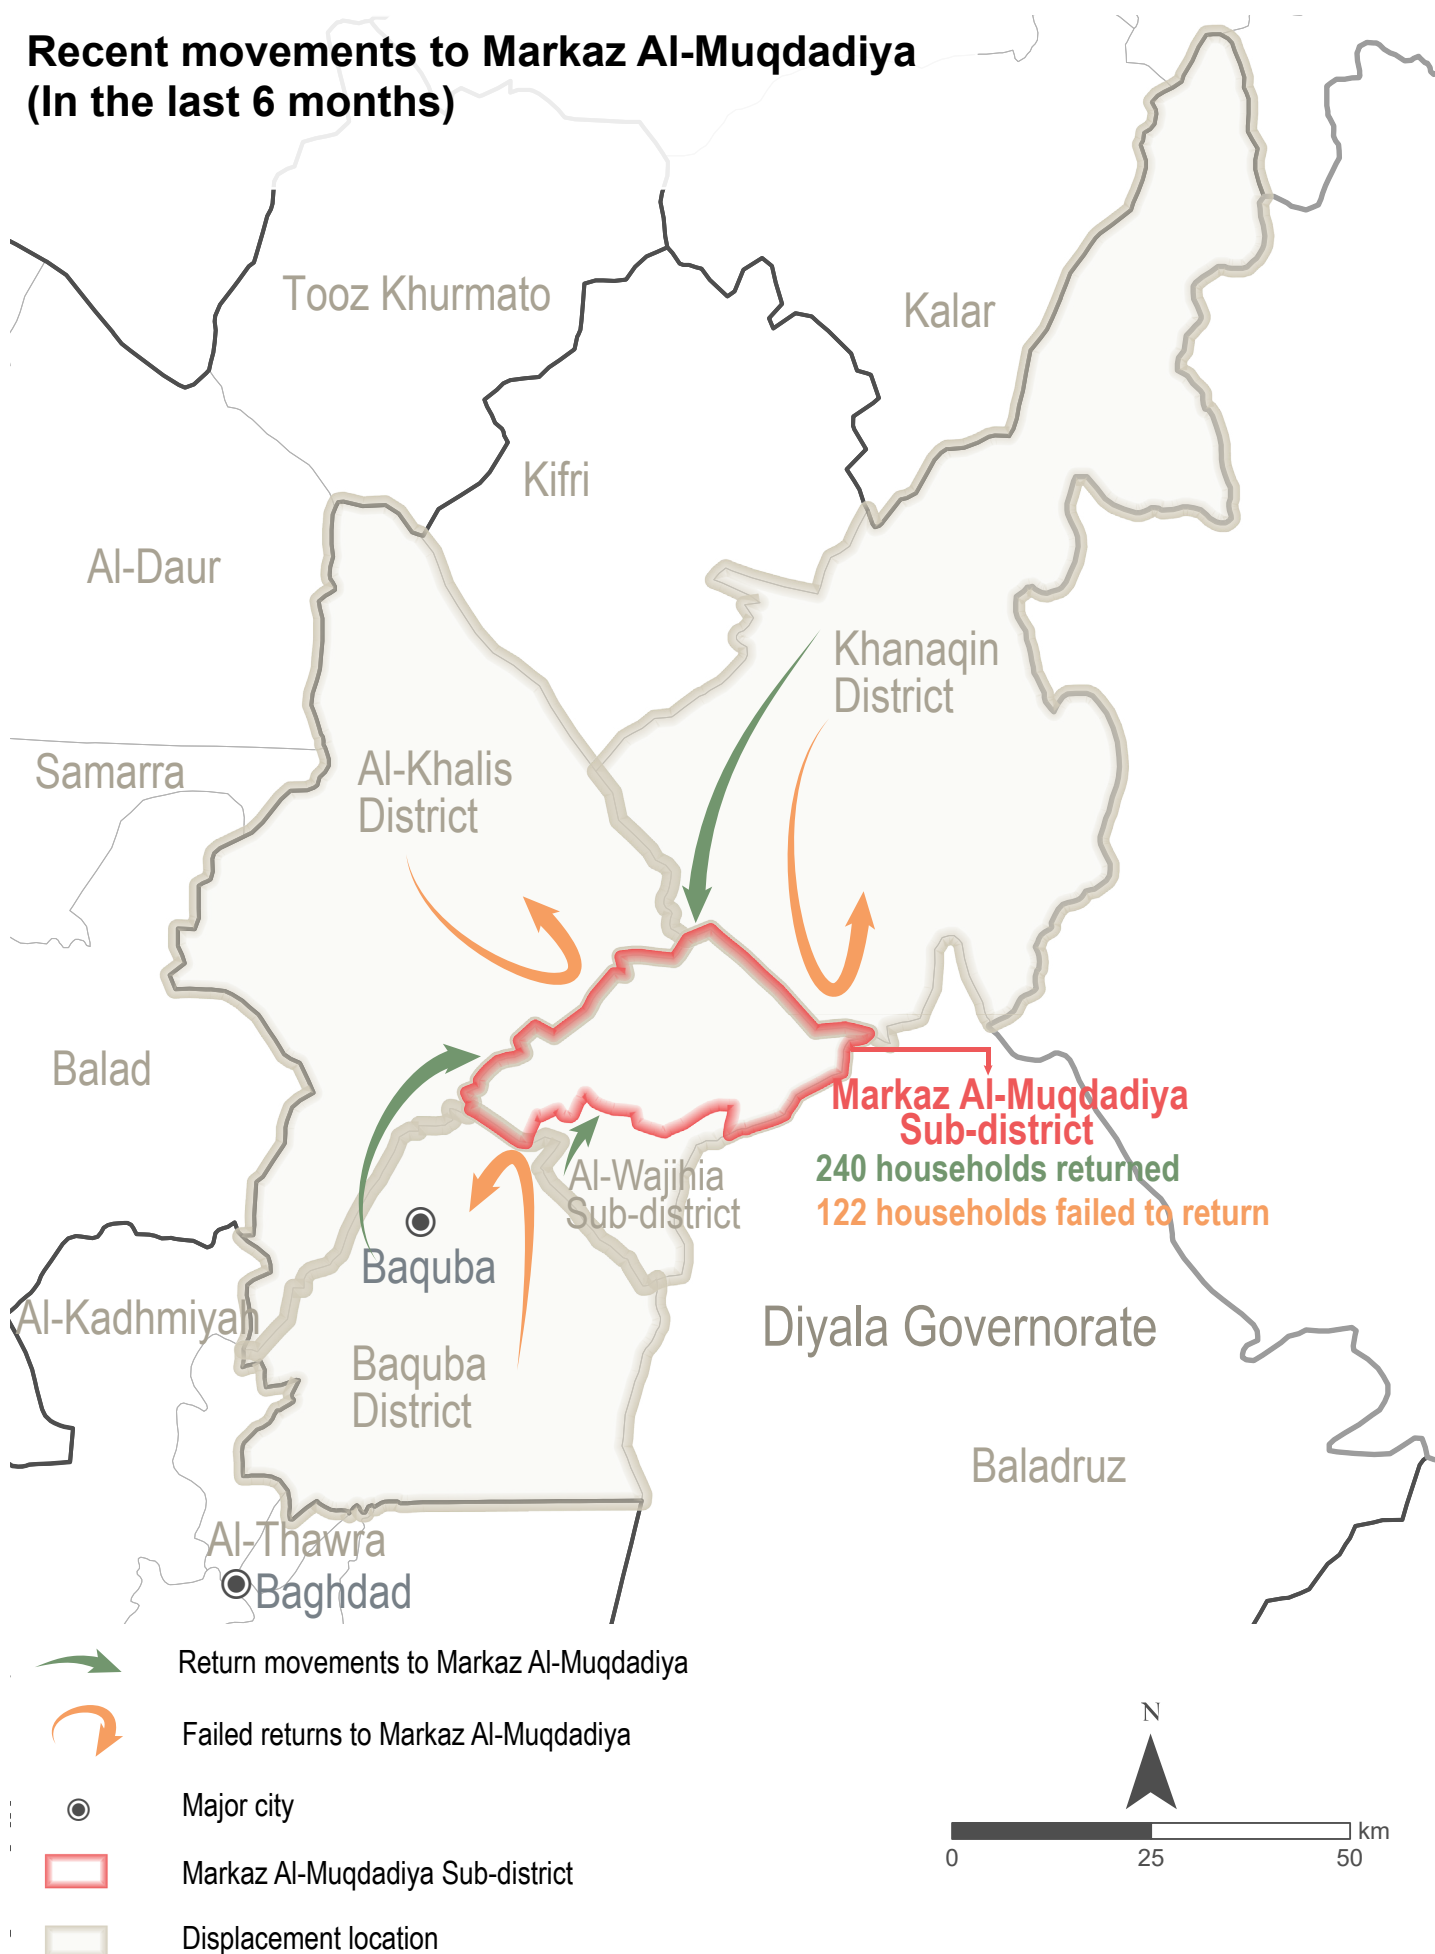 Recent movements to Markaz Al-Muqdadiya
(In the last 6 months)
Tooz Khurmato
Kalar
Kifri
Al-Daur
Khanaqin
District
Samarra
Al-Khalis
District
Balad
Markaz Al-Muqdadiya
Sub-district
240 households returned
122 households failed to return
Al-Wajihia
Sub-district
Baquba
Al-Kadhmiyah
Diyala Governorate
Baquba
District
Baladruz
Al-Thawra
Baghdad
Return movements to Markaz Al-Muqdadiya
Failed returns to Markaz Al-Muqdadiya
Major city
Markaz Al-Muqdadiya Sub-district
Displacement location
N
km
0 25 50